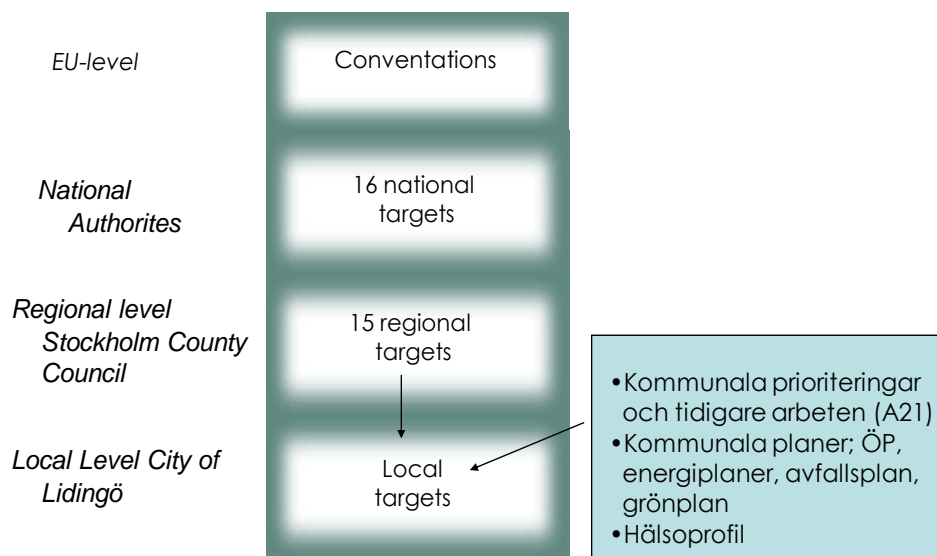 EU-level
Conventations
National
Authorites
16 national
targets
Regional level
Stockholm County
Council
15 regional
targets
Local Level City of
Lidingö
Local
targets
•Kommunala prioriteringar
och tidigare arbeten (A21)
•Kommunala planer; ÖP,
energiplaner, avfallsplan,
grönplan
•Hälsoprofil